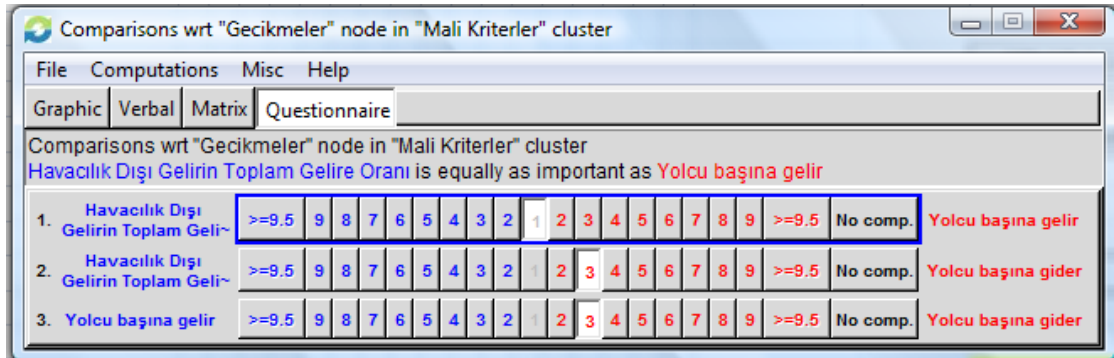 Comparisons wrt "Gecikmeler" node in "Mali Kriterler" cluster
File Computations Misc Help
Graphic Verbal Matrix Questionnaire
Comparisons wrt "Gecikmeler" node in "Mali Kriterler" cluster
Havacılık Dışı Gelirin Toplam Gelire Oranı is equally as important as Yolcu başına gelir
1. Havacılık Dışı
Gelirin Toplam Geli~ >=9.5 9 8 7 6 5 4 3 2 1 2 3 4 5 6 7 8 9 >=9.5 No comp. Yolcu başına gelir
2. Havacılık Dışı
Gelirin Toplam Geli~ >=9.5 9 8 7 6 5 4 3 2 1 2 3 4 5 6 7 8 9 >=9.5 No comp. Yolcu başına gider
3. Yolcu başına gelir >=9.5 9 8 7 6 5 4 3 2 1 2 3 4 5 6 7 8 9 >=9.5 No comp. Yolcu başına gider